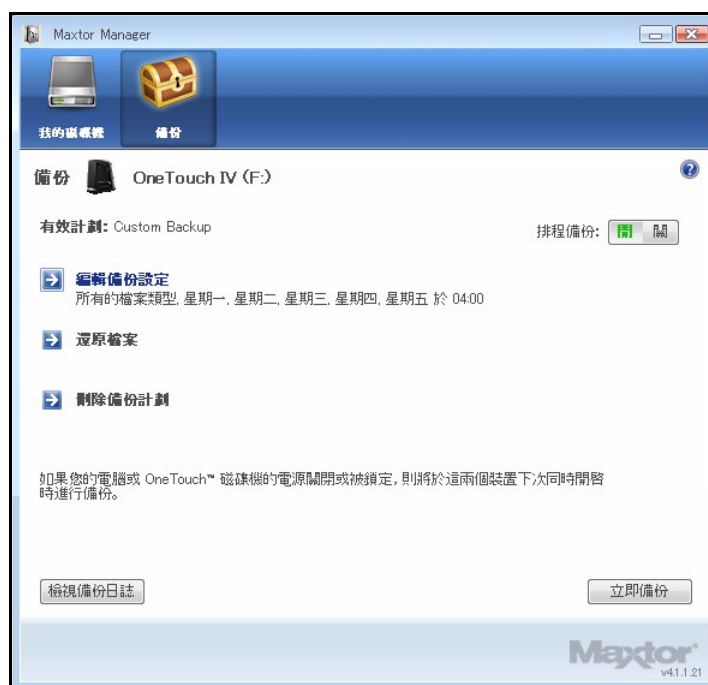 Maxtor Manager
我的磁碟機
備份
備份 OneTouch IV (F:)
有效計劃: Custom Backup
排程備份: 開 關
編輯備份設定
所有的檔案類型, 星期一, 星期二, 星期三, 星期四, 星期五 於 04:00
還原檔案
刪除備份計劃
如果您的電腦或 OneTouch™ 磁碟機的電源關閉或被鎖定, 則將於這兩個裝置下次同時開啓
時進行備份。
檢視備份日誌
立即備份
Maxtor
v4.1.1.21